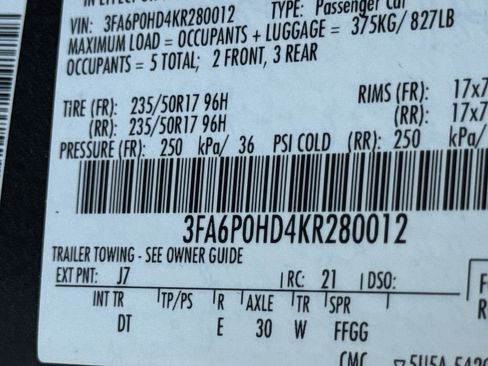 VIN: 3FA6P0HD4KR280012 TYPE: Passenger Car
MAXIMUM LOAD = OCCUPANTS + LUGGAGE = 375KG/ 827LB
OCCUPANTS = 5 TOTAL; 2 FRONT, 3 REAR
TIRE (FR): 235/50R17 96H RIMS (FR): 17x7
(RR): 235/50R17 96H (RR): 17x7
PRESSURE (FR): 250 kPa/ 36 PSI COLD (RR): 250
3FA6P0HD4KR280012
TRAILER TOWING - SEE OWNER GUIDE
EXT PNT: J7 RC: 21 DSO:
INT TR TP/PS R AXLE TR SPR
DT E 30 W FFGG